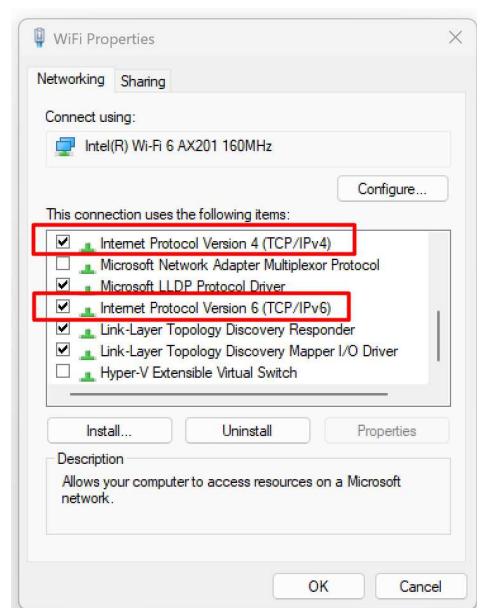 WiFi Properties
Networking
Sharing
Connect using:
Intel(R) Wi-Fi 6 AX201 160MHz
Configure...
This connection uses the following items:
Internet Protocol Version 4 (TCP/IPv4)
Microsoft Network Adapter Multiplexor Protocol
Microsoft LLDP Protocol Driver
Internet Protocol Version 6 (TCP/IPv6)
Link-Layer Topology Discovery Responder
Link-Layer Topology Discovery Mapper I/O Driver
Hyper-V Extensible Virtual Switch
Install...
Uninstall
Properties
Description
Allows your computer to access resources on a Microsoft
network.
OK
Cancel